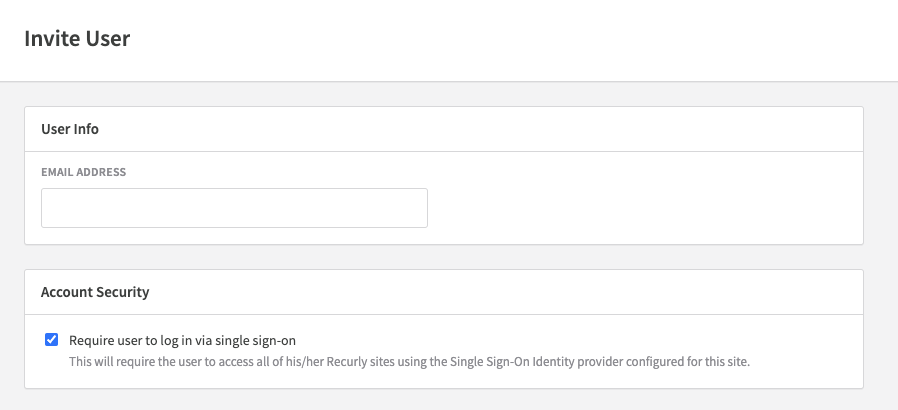 Invite User
User Info
EMAIL ADDRESS
Account Security
Require user to log in via single sign-on
This will require the user to access all of his/her Recurly sites using the Single Sign-On Identity provider configured for this site.